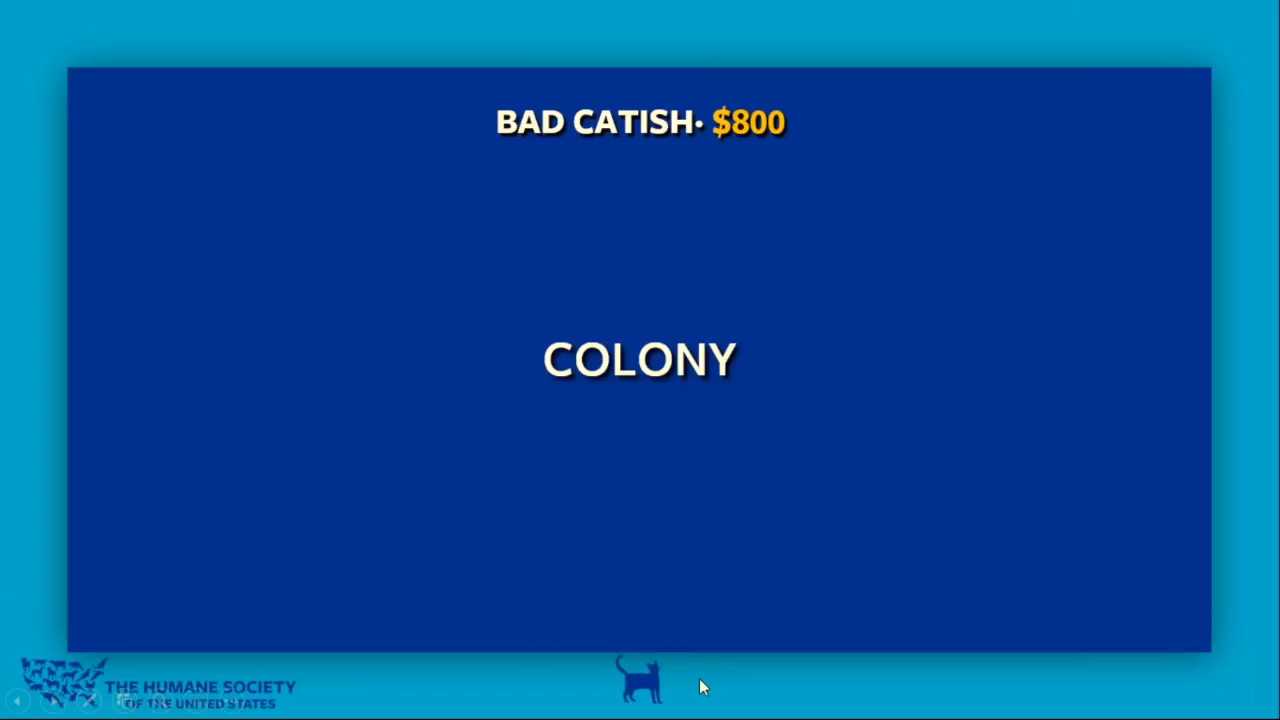 BAD CATISH· $800
COLONY
THE HUMANE SOCIETY
OF THE UNITED STATES